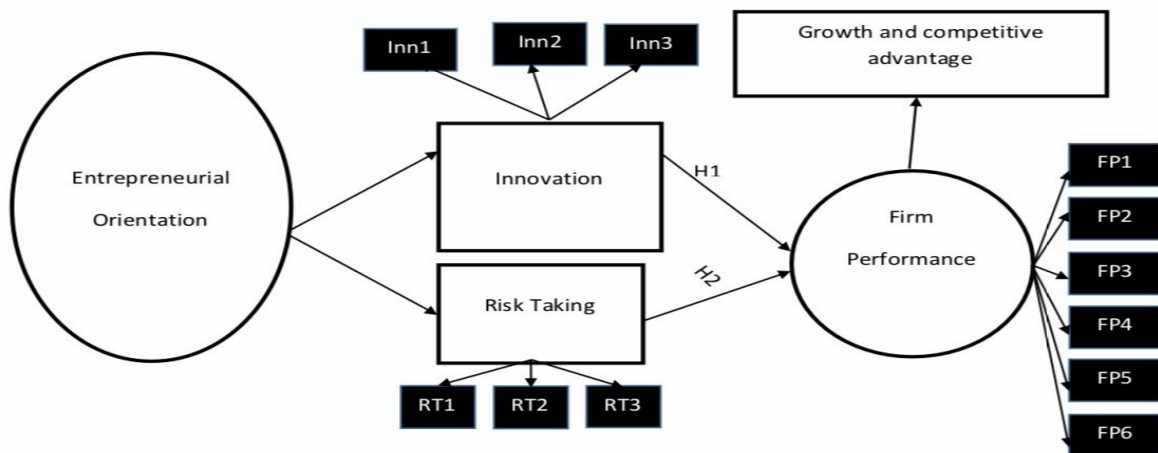 Entrepreneurial
Orientation
Inn1
Inn2
Inn3
Innovation
Risk Taking
RT1
RT2
RT3
H1
H2
Growth and competitive
advantage
Firm
Performance
FP1
FP2
FP3
FP4
FP5
FP6